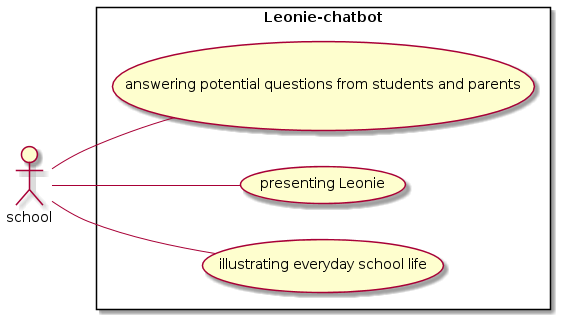 Leonie-chatbot
answering potential questions from students and parents
presenting Leonie
school
illustrating everyday school life